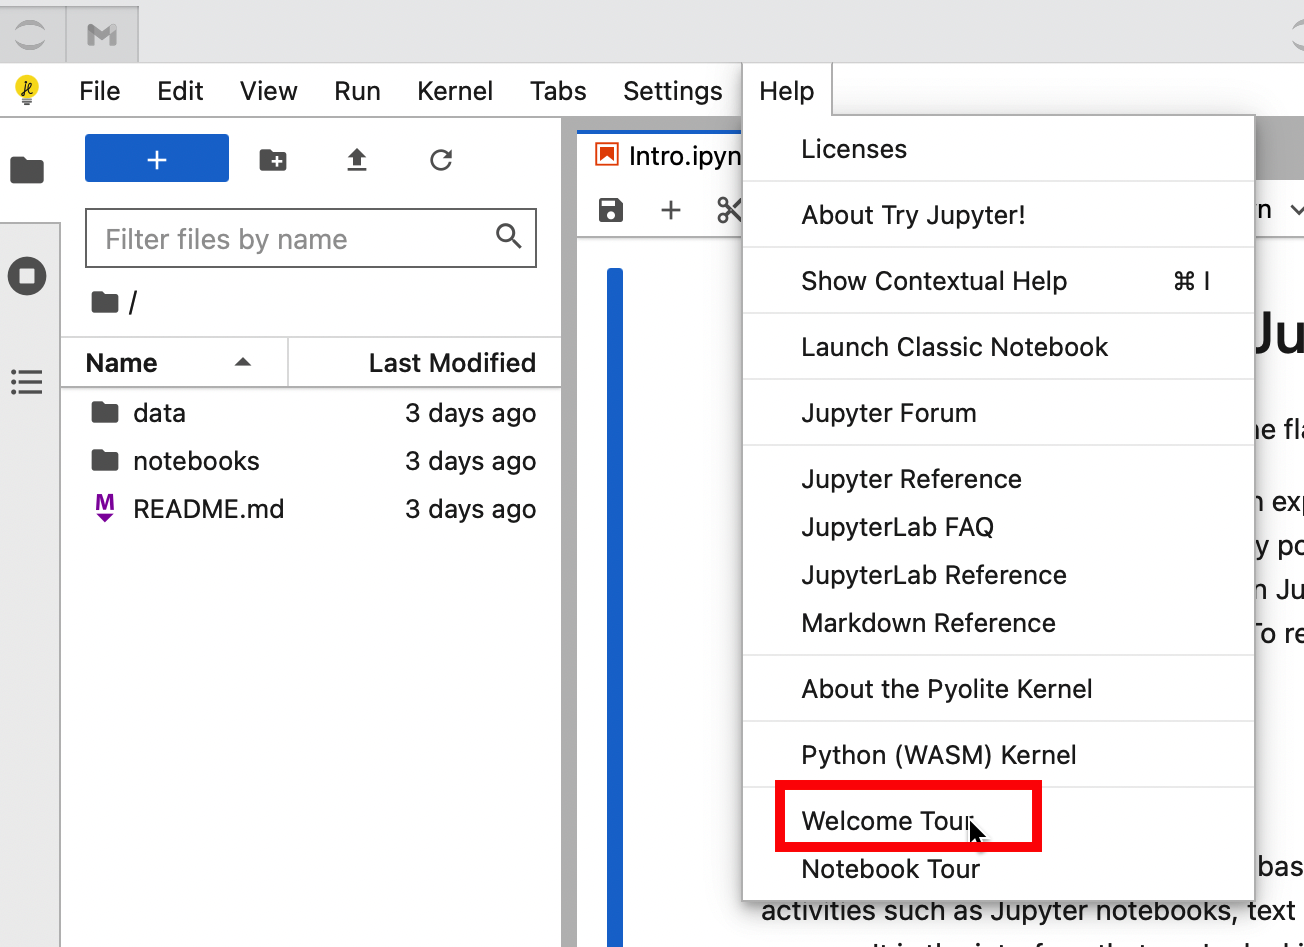 File Edit View Run Kernel Tabs Settings Help
Filter files by name
/
Name Last Modified
data 3 days ago
notebooks 3 days ago
README.md 3 days ago
Intro.ipyn
Licenses
About Try Jupyter!
Show Contextual Help ⌘ I
Launch Classic Notebook
Jupyter Forum
Jupyter Reference
JupyterLab FAQ
JupyterLab Reference
Markdown Reference
About the Pyolite Kernel
Python (WASM) Kernel
Welcome Tour
Notebook Tour
n
Ju
e fla
exp
y po
n Ju
To re
bas
activities such as Jupyter notebooks, text